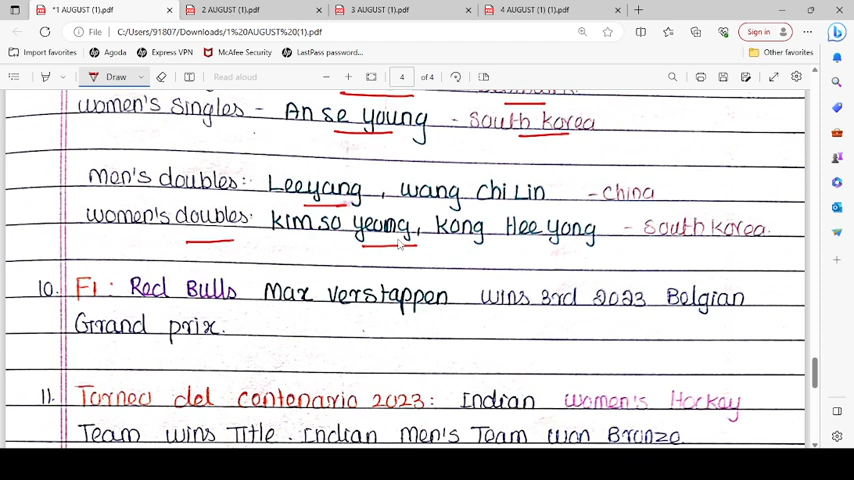 *1 AUGUST (1).pdf
2 AUGUST (1).pdf
3 AUGUST (1).pdf
4 AUGUST (1).pdf
File C:/Users/91807/Downloads/1%20AUGUST%20(1).pdf
Sign in
Import favorites Agoda Express VPN McAfee Security LastPass password... Other favorites
Draw Read aloud 4 of 4
women's Singles - An se young - South korea
men's doubles: Lee yang, wang Chi Lin - China
women's doubles. Kim so yeong, Kong Hee yong - South korea.
10. F1: Red Bulls Max verstappen wins 3rd 2023 Belgian
Grand prix.
11. Torneo del centenario 2023: Indian women's Hockey
Team wins Title. Indian men's Team won Bronze